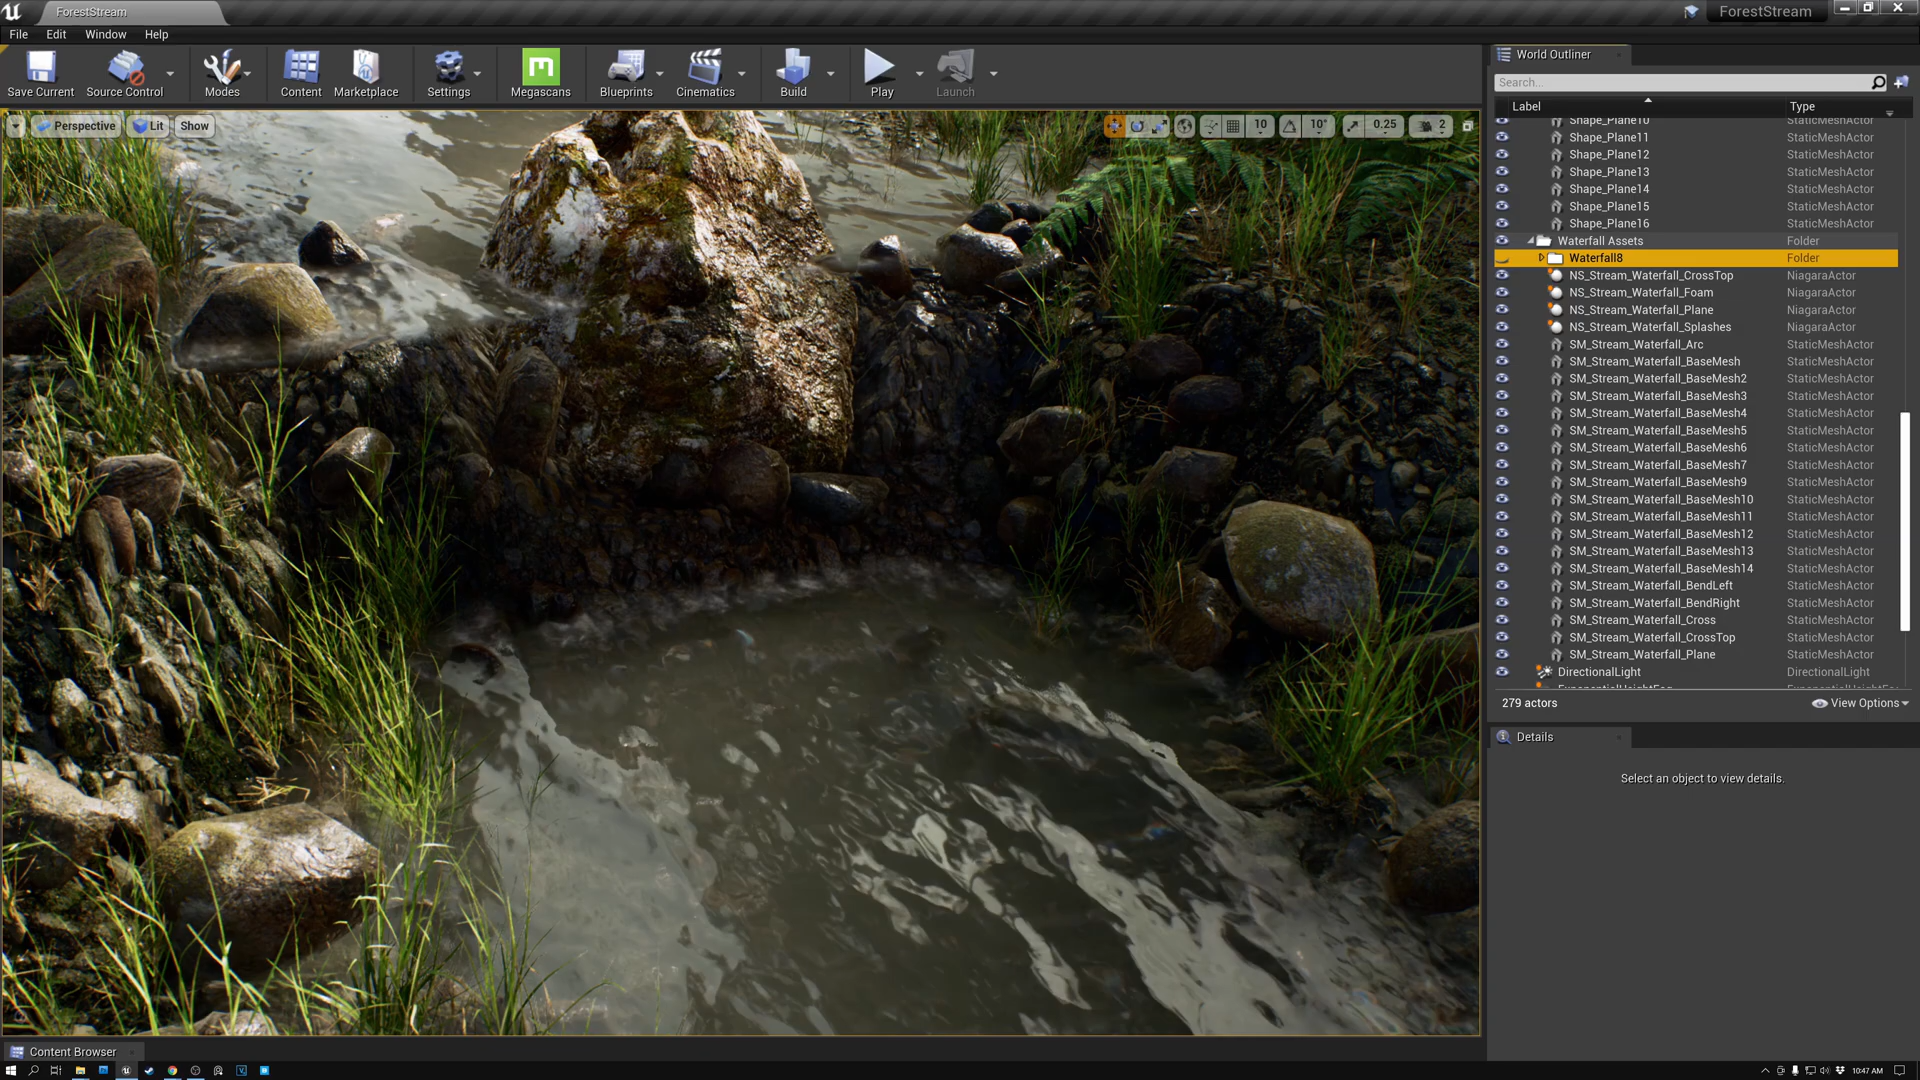 ForestStream
ForestStream
File Edit Window Help
Save Current Source Control Modes Content Marketplace Settings Megascans Blueprints Cinematics Build Play Launch
Perspective Lit Show
10 10° 0.25 2
World Outliner
Search...
Label Type
Shape_Plane10 StaticMeshActor
Shape_Plane11 StaticMeshActor
Shape_Plane12 StaticMeshActor
Shape_Plane13 StaticMeshActor
Shape_Plane14 StaticMeshActor
Shape_Plane15 StaticMeshActor
Shape_Plane16 StaticMeshActor
Waterfall Assets Folder
Waterfall8 Folder
NS_Stream_Waterfall_CrossTop NiagaraActor
NS_Stream_Waterfall_Foam NiagaraActor
NS_Stream_Waterfall_Plane NiagaraActor
NS_Stream_Waterfall_Splashes NiagaraActor
SM_Stream_Waterfall_Arc StaticMeshActor
SM_Stream_Waterfall_BaseMesh StaticMeshActor
SM_Stream_Waterfall_BaseMesh2 StaticMeshActor
SM_Stream_Waterfall_BaseMesh3 StaticMeshActor
SM_Stream_Waterfall_BaseMesh4 StaticMeshActor
SM_Stream_Waterfall_BaseMesh5 StaticMeshActor
SM_Stream_Waterfall_BaseMesh6 StaticMeshActor
SM_Stream_Waterfall_BaseMesh7 StaticMeshActor
SM_Stream_Waterfall_BaseMesh9 StaticMeshActor
SM_Stream_Waterfall_BaseMesh10 StaticMeshActor
SM_Stream_Waterfall_BaseMesh11 StaticMeshActor
SM_Stream_Waterfall_BaseMesh12 StaticMeshActor
SM_Stream_Waterfall_BaseMesh13 StaticMeshActor
SM_Stream_Waterfall_BaseMesh14 StaticMeshActor
SM_Stream_Waterfall_BendLeft StaticMeshActor
SM_Stream_Waterfall_BendRight StaticMeshActor
SM_Stream_Waterfall_Cross StaticMeshActor
SM_Stream_Waterfall_CrossTop StaticMeshActor
SM_Stream_Waterfall_Plane StaticMeshActor
DirectionalLight DirectionalLight
279 actors View Options
Details
Select an object to view details.
Content Browser
10:47 AM